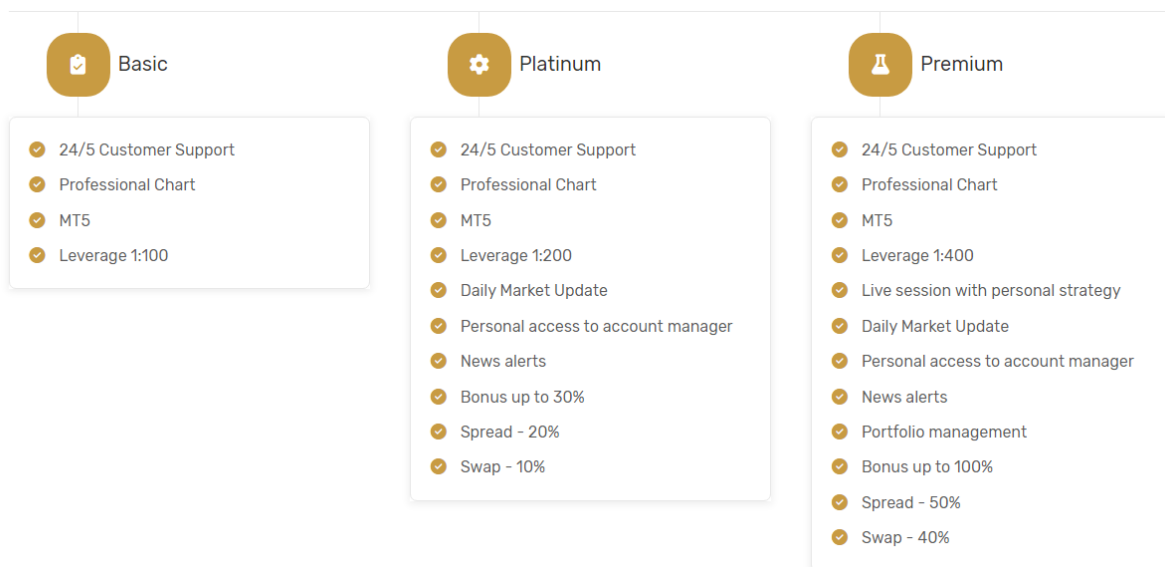 Basic
24/5 Customer Support
Professional Chart
MT5
Leverage 1:100
Platinum
24/5 Customer Support
Professional Chart
MT5
Leverage 1:200
Daily Market Update
Personal access to account manager
News alerts
Bonus up to 30%
Spread - 20%
Swap - 10%
Premium
24/5 Customer Support
Professional Chart
MT5
Leverage 1:400
Live session with personal strategy
Daily Market Update
Personal access to account manager
News alerts
Portfolio management
Bonus up to 100%
Spread - 50%
Swap - 40%